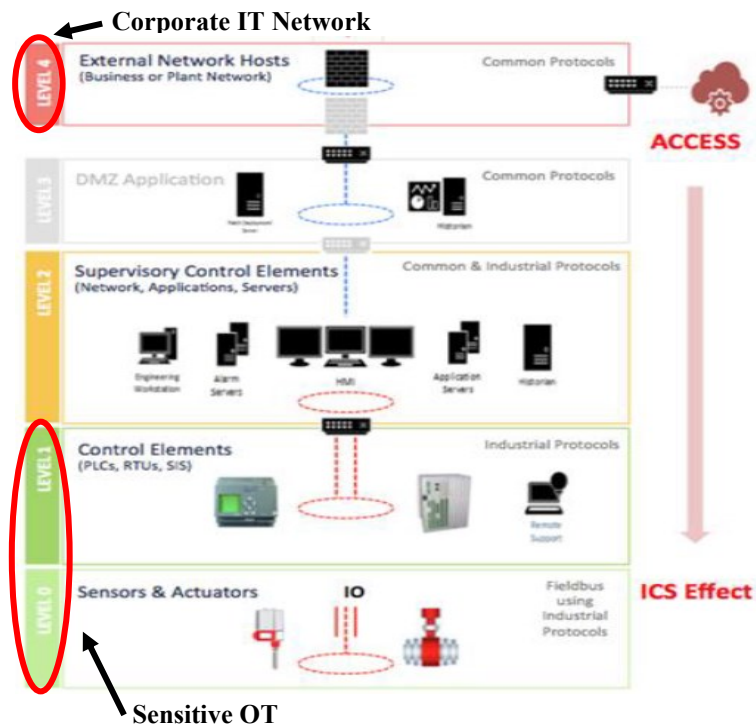 Corporate IT Network
LEVEL 4
External Network Hosts
(Business or Plant Network)
Common Protocols
ACCESS
LEVEL 3
DMZ Application
Common Protocols
Server
Historian
LEVEL 2
Supervisory Control Elements
(Network, Applications, Servers)
Common & Industrial Protocols
Engineering
Workstation
Alarm
Servers
HMI
Application
Servers
Historian
LEVEL 1
Control Elements
(PLCs, RTUs, SIS)
Industrial Protocols
Remote
Support
LEVEL 0
Sensors & Actuators
IO
Fieldbus
using
Industrial
Protocols
ICS Effect
Sensitive OT